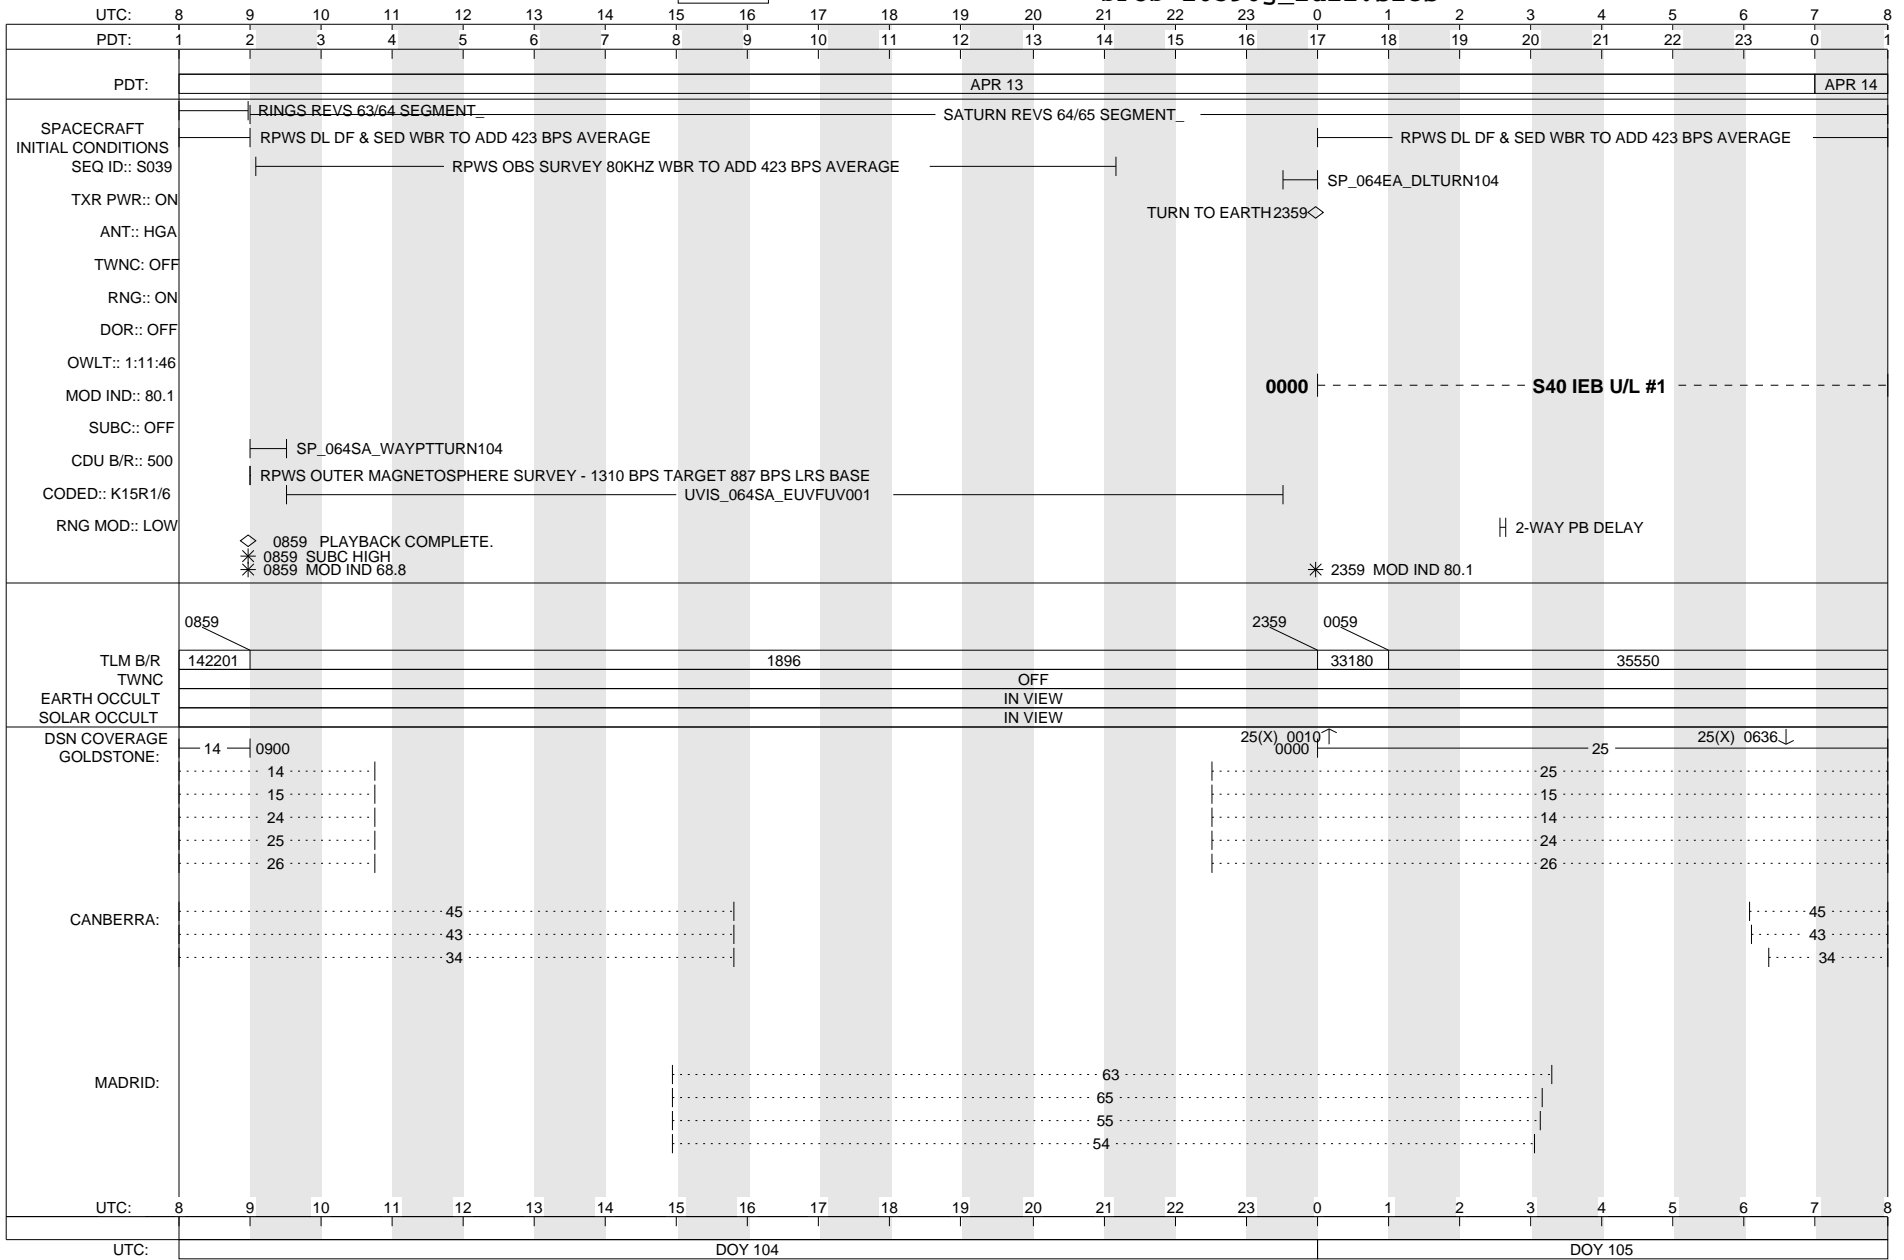 UTC: 8 9 10 11 12 13 14 15 16 17 18 19 20 21 22 23 0 1 2 3 4 5 6 7 8
PDT: 1 2 3 4 5 6 7 8 9 10 11 12 13 14 15 16 17 18 19 20 21 22 23 0 1
PDT: APR 13 APR 14
RINGS REVS 63/64 SEGMENT_
SATURN REVS 64/65 SEGMENT_
SPACECRAFT
INITIAL CONDITIONS
RPWS DL DF & SED WBR TO ADD 423 BPS AVERAGE
RPWS DL DF & SED WBR TO ADD 423 BPS AVERAGE
SEQ ID:: S039
RPWS OBS SURVEY 80KHZ WBR TO ADD 423 BPS AVERAGE
SP_064EA_DLTURN104
TXR PWR:: ON
TURN TO EARTH 2359
ANT:: HGA
TWNC: OFF
RNG:: ON
DOR:: OFF
OWLT:: 1:11:46
0000 S40 IEB U/L #1
MOD IND:: 80.1
SUBC:: OFF
SP_064SA_WAYPTTURN104
CDU B/R:: 500
RPWS OUTER MAGNETOSPHERE SURVEY - 1310 BPS TARGET 887 BPS LRS BASE
CODED:: K15R1/6
UVIS_064SA_EUVFUV001
RNG MOD:: LOW
2-WAY PB DELAY
0859 PLAYBACK COMPLETE.
0859 SUBC HIGH
0859 MOD IND 68.8
2359 MOD IND 80.1
0859 2359 0059
TLM B/R 142201 1896 33180 35550
TWNC OFF
EARTH OCCULT IN VIEW
SOLAR OCCULT IN VIEW
DSN COVERAGE
25(X) 0010 25(X) 0636
GOLDSTONE: 14 0900 0000 25
14 25
15 15
24 14
25 24
26 26
CANBERRA: 45 45
43 43
34 34
MADRID: 63
65
55
54
UTC: 8 9 10 11 12 13 14 15 16 17 18 19 20 21 22 23 0 1 2 3 4 5 6 7 8
UTC: DOY 104 DOY 105